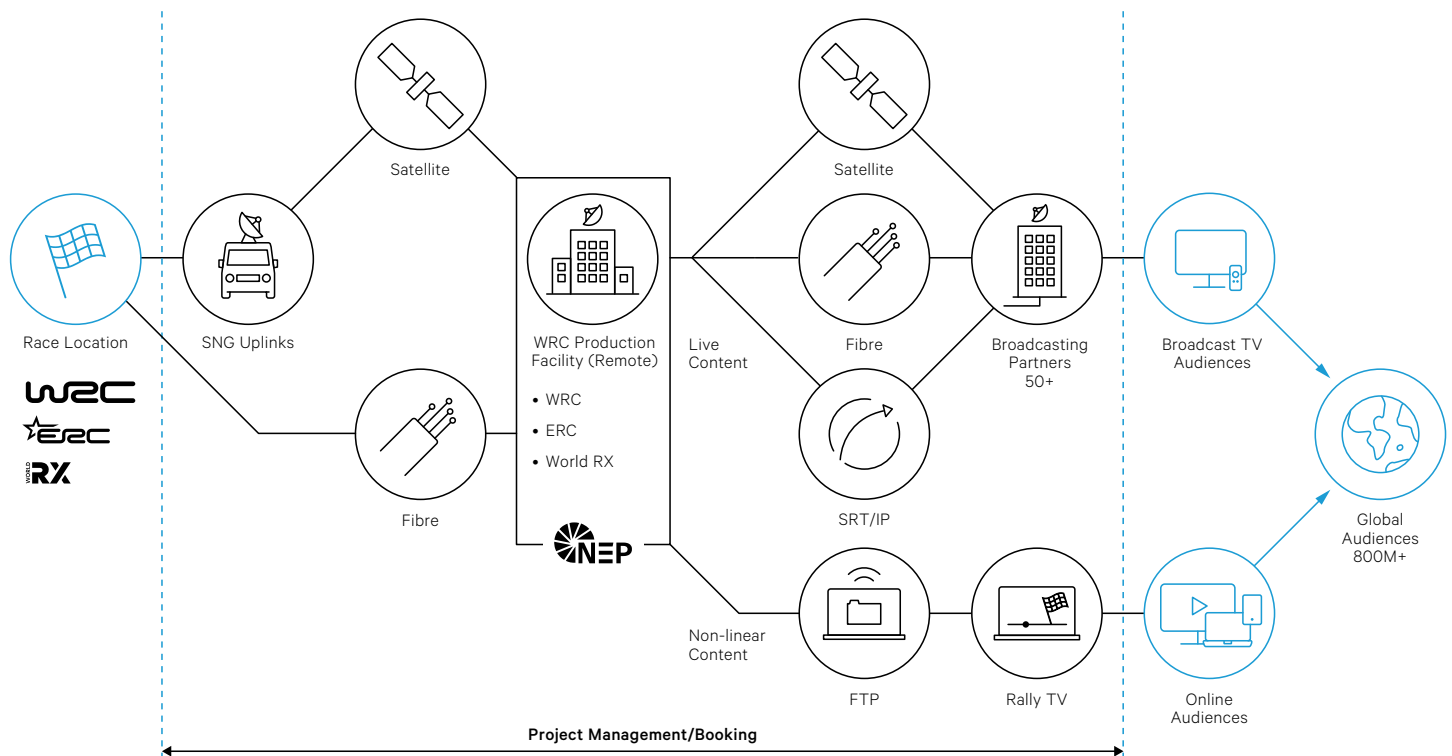 Satellite
Satellite
Race Location
WRC
ERC
WORLD
RX
SNG Uplinks
Fibre
WRC Production
Facility (Remote)
• WRC
• ERC
• World RX
NEP
Live
Content
Fibre
Broadcasting
Partners
50+
Broadcast TV
Audiences
SRT/IP
Global
Audiences
800M+
Non-linear
Content
FTP
Rally TV
Online
Audiences
Project Management/Booking